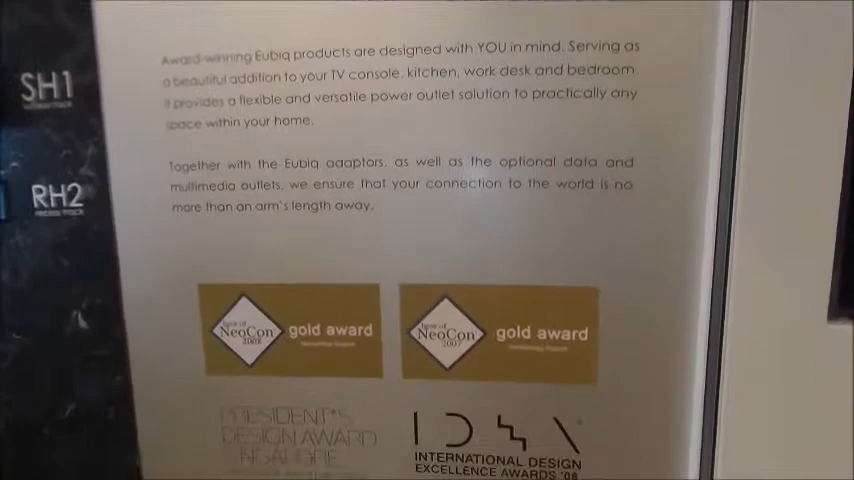 SH1
RH2
Award-winning Eubiq products are designed with YOU in mind. Serving as
a beautiful addition to your TV console, kitchen, work desk and bedroom
it provides a flexible and versatile power outlet solution to practically any
space within your home.
Together with the Eubiq adaptors, as well as the optional data and
multimedia outlets, we ensure that your connection to the world is no
more than an arm's length away.
best of
NeoCon
2008
gold award
best of
NeoCon
2007
gold award
PRESIDENT*S
DESIGN AWARD
INTERNATIONAL DESIGN
EXCELLENCE AWARDS '08